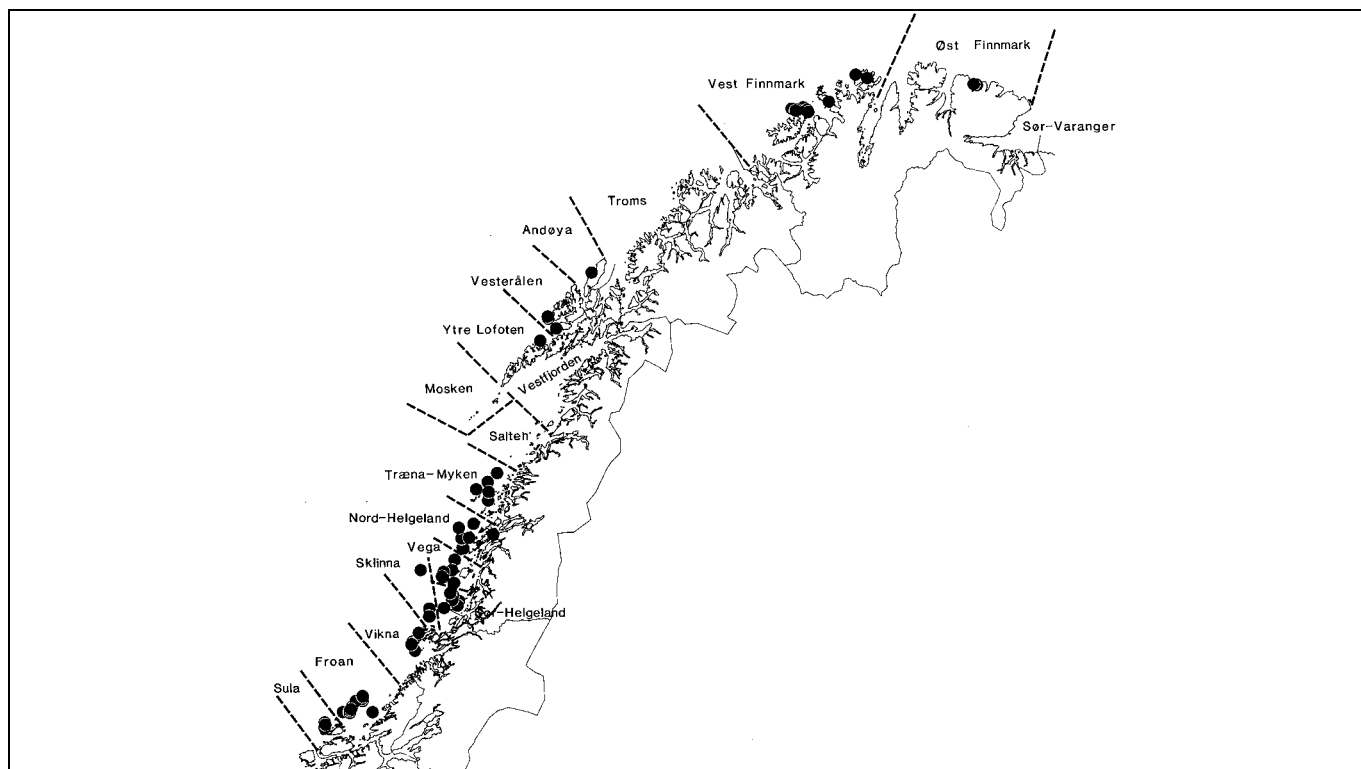 Øst Finnmark
Vest Finnmark
Sør-Varanger
Troms
Andøya
Vesterålen
Ytre Lofoten
Vestfjorden
Mosken
Salteh
Træna-Myken
Nord-Helgeland
Vega
Sklinna
Sør-Helgeland
Vikna
Froan
Sula